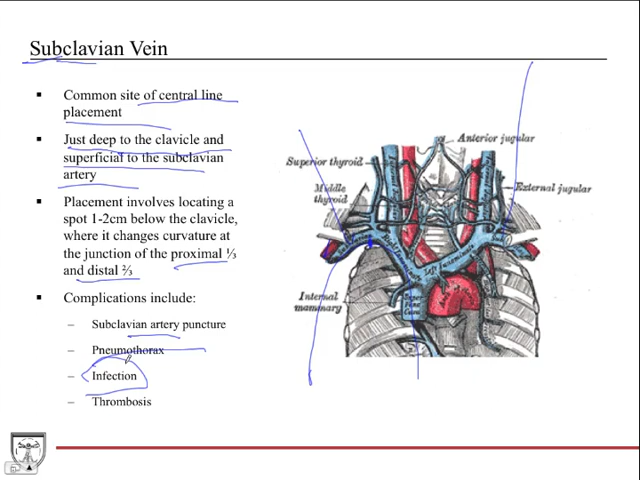 Subclavian Vein
Common site of central line
placement
Just deep to the clavicle and
superficial to the subclavian
artery
Placement involves locating a
spot 1-2cm below the clavicle,
where it changes curvature at
the junction of the proximal ⅓
and distal ⅔
Complications include:
– Subclavian artery puncture
– Pneumothorax
– Infection
– Thrombosis
Anterior jugular
Superior thyroid
Middle
thyroid
External jugular
Left Innominate
Internal
mammary